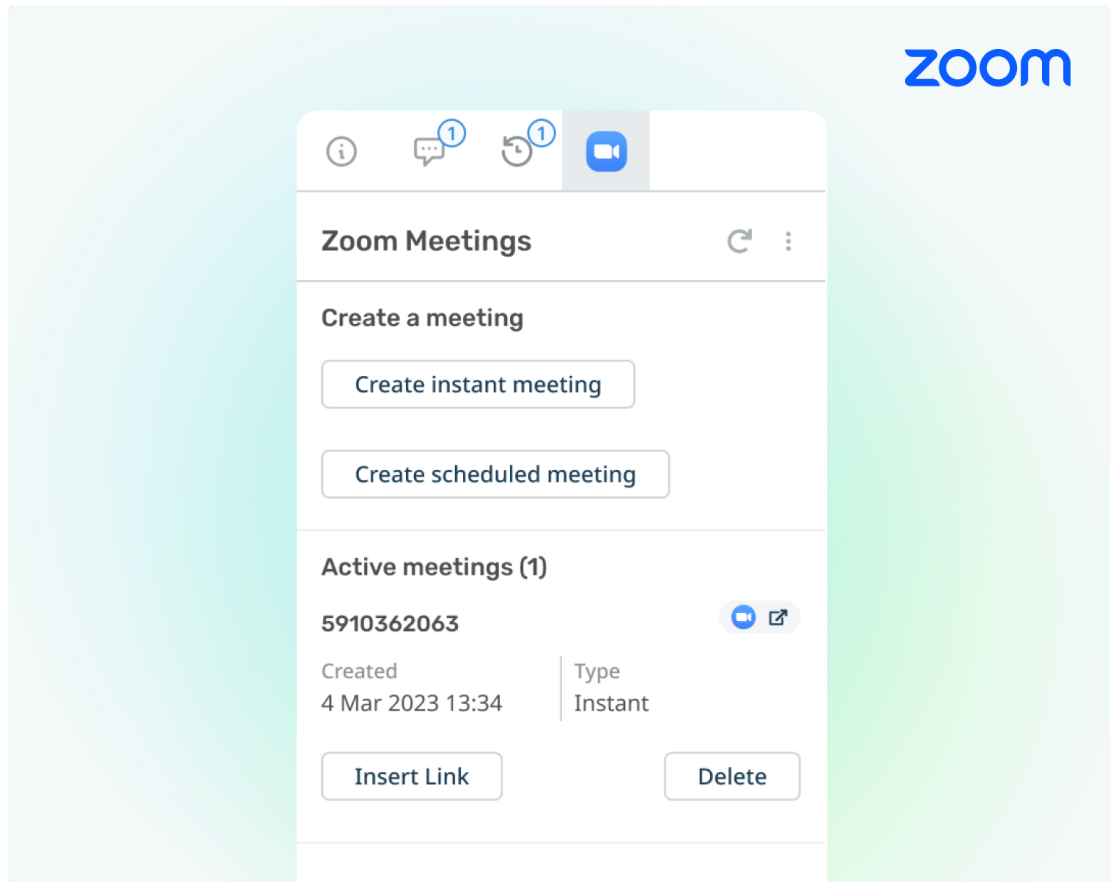 zoom
1
1
Zoom Meetings
Create a meeting
Create instant meeting
Create scheduled meeting
Active meetings (1)
5910362063
Created
Type
4 Mar 2023 13:34
Instant
Insert Link
Delete